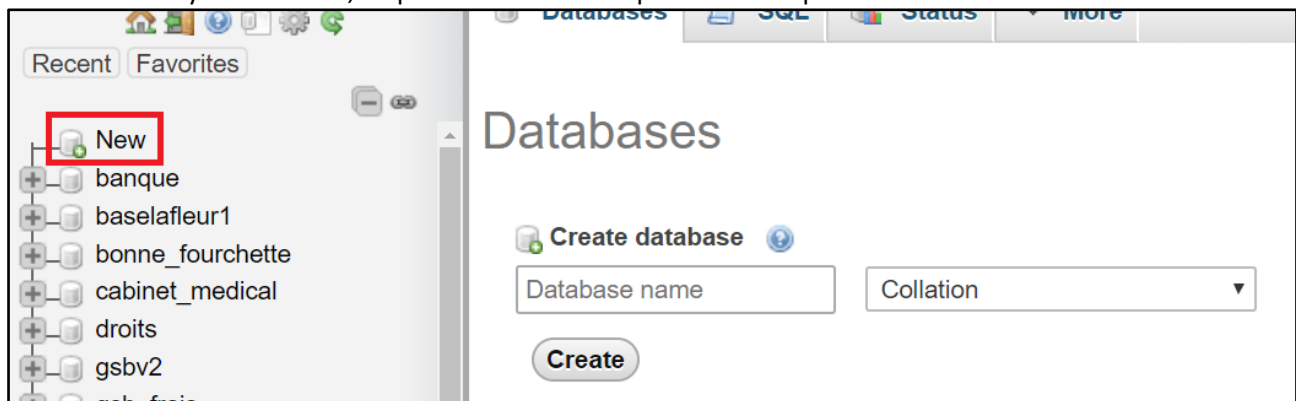 Databases SQL Status More
Recent Favorites
New
Databases
banque
baselafleur1
Create database
bonne_fourchette
Database name Collation
cabinet_medical
droits
Create
gsbv2